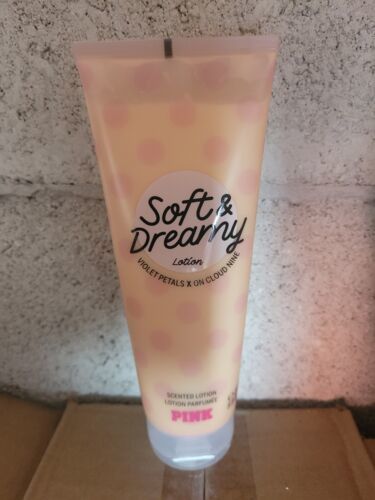 Soft &
Dreamy
Lotion
VIOLET PETALS X ON CLOUD NINE
SCENTED LOTION
LOTION PARFUMÉE
PINK